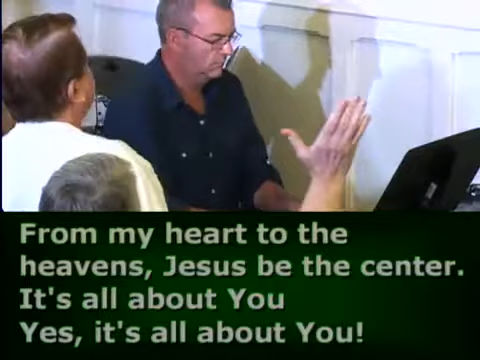 From my heart to the
heavens, Jesus be the center.
It's all about You
Yes, it's all about You!